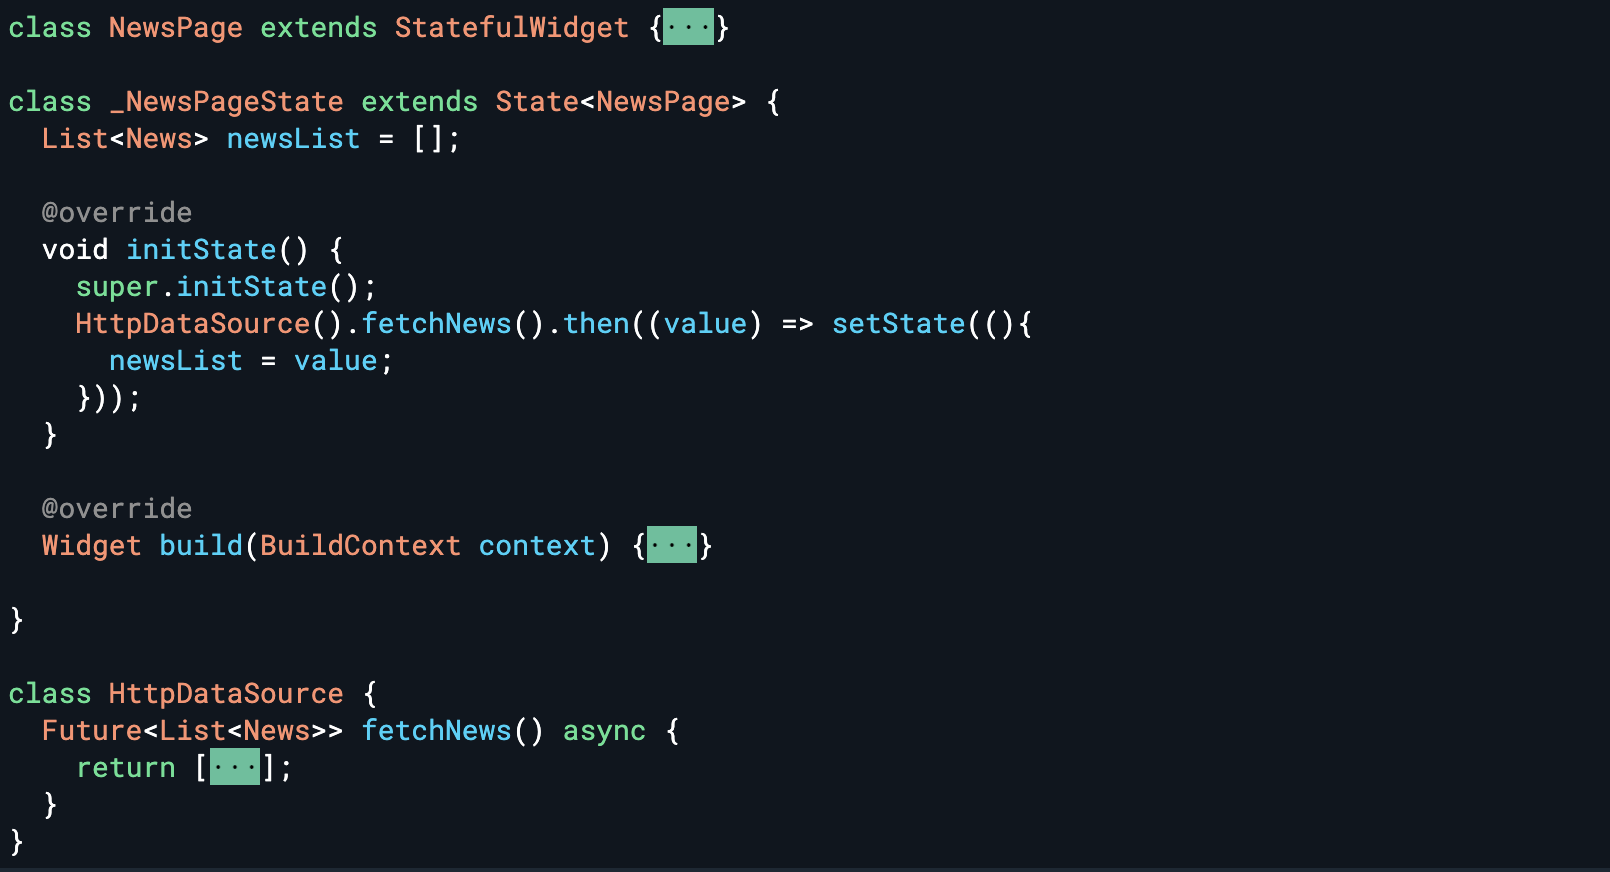 class NewsPage extends StatefulWidget {···}

class _NewsPageState extends State<NewsPage> {
  List<News> newsList = [];

  @override
  void initState() {
    super.initState();
    HttpDataSource().fetchNews().then((value) => setState((){
      newsList = value;
    }));
  }

  @override
  Widget build(BuildContext context) {···}

}

class HttpDataSource {
  Future<List<News>> fetchNews() async {
    return [···];
  }
}